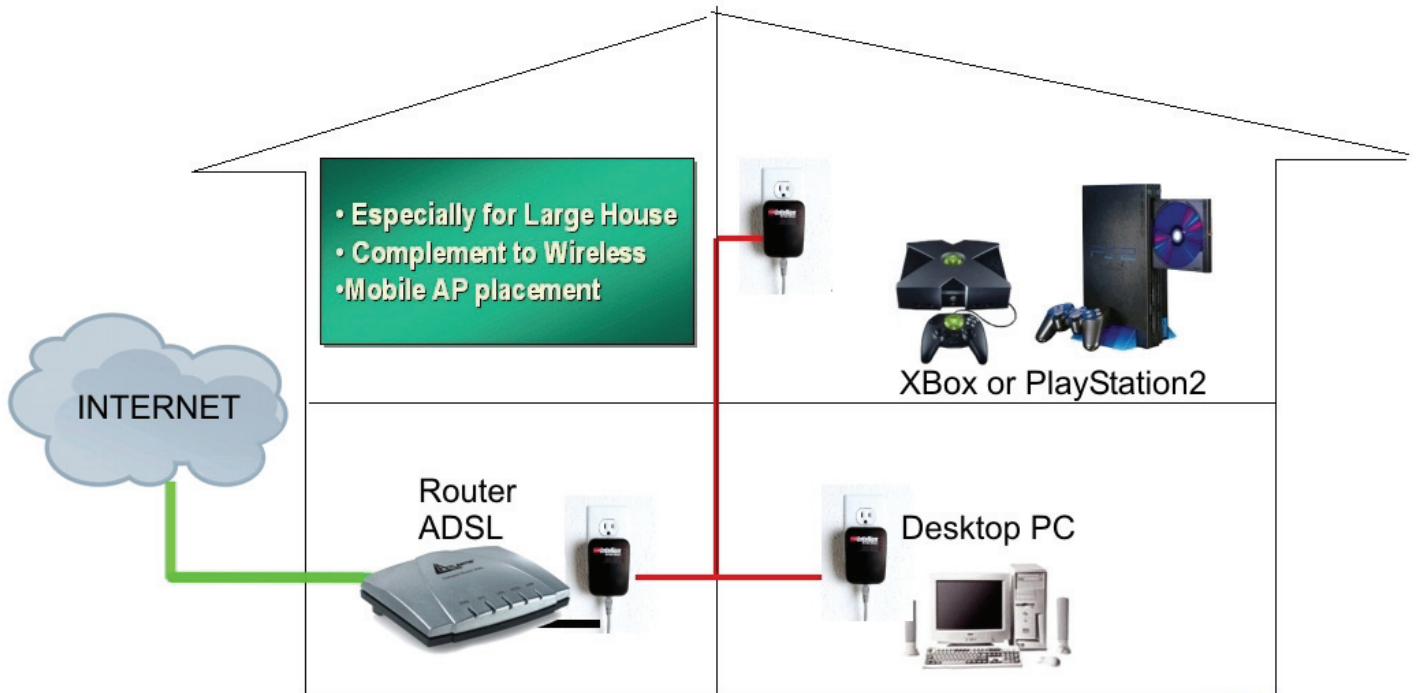 • Especially for Large House
• Complement to Wireless
•Mobile AP placement
INTERNET
XBox or PlayStation2
Router
ADSL
Desktop PC